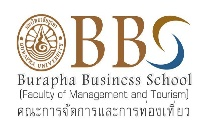 BBS
Burapha Business School
(Faculty of Management and Tourism)
คณะการจัดการและการท่องเที่ยว